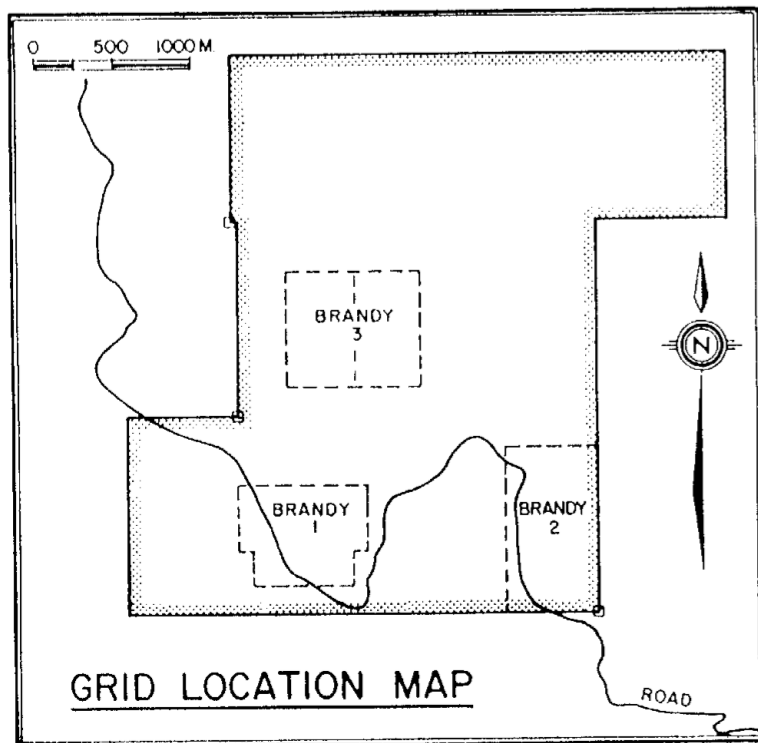 0 500 1000 M.
BRANDY
3
N
BRANDY
1
BRANDY
2
GRID LOCATION MAP
ROAD